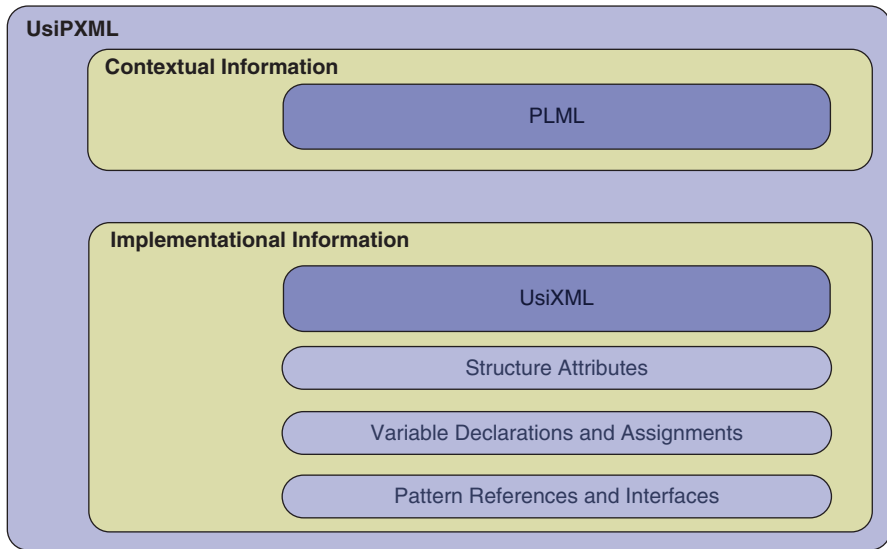 UsiPXML
Contextual Information
PLML
Implementational Information
UsiXML
Structure Attributes
Variable Declarations and Assignments
Pattern References and Interfaces